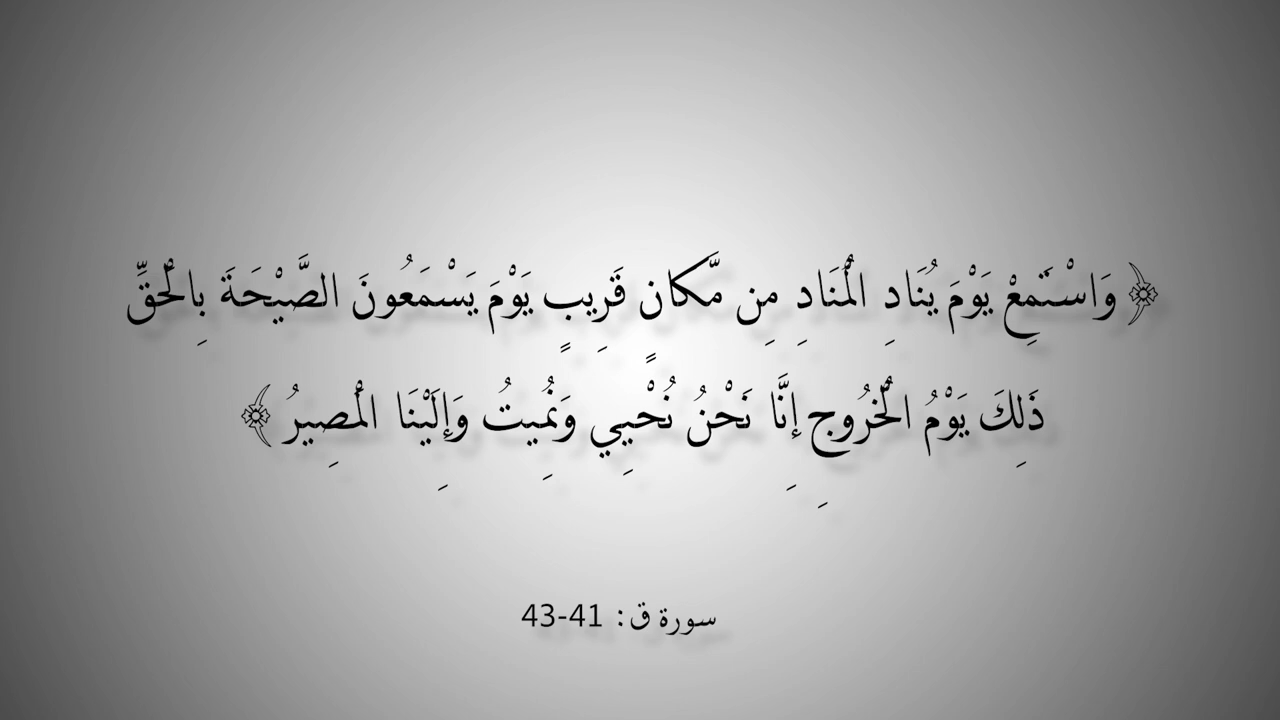 ﴿ وَاسْتَمِعْ يَوْمَ يُنَادِ الْمُنَادِ مِن مَّكَانٍ قَرِيبٍ يَوْمَ يَسْمَعُونَ الصَّيْحَةَ بِالْحَقِّ
ذَلِكَ يَوْمُ الْخُرُوجِ إِنَّا نَحْنُ نُحْيِي وَنُمِيتُ وَإِلَيْنَا الْمَصِيرُ ﴾
سورة ق: 41-43